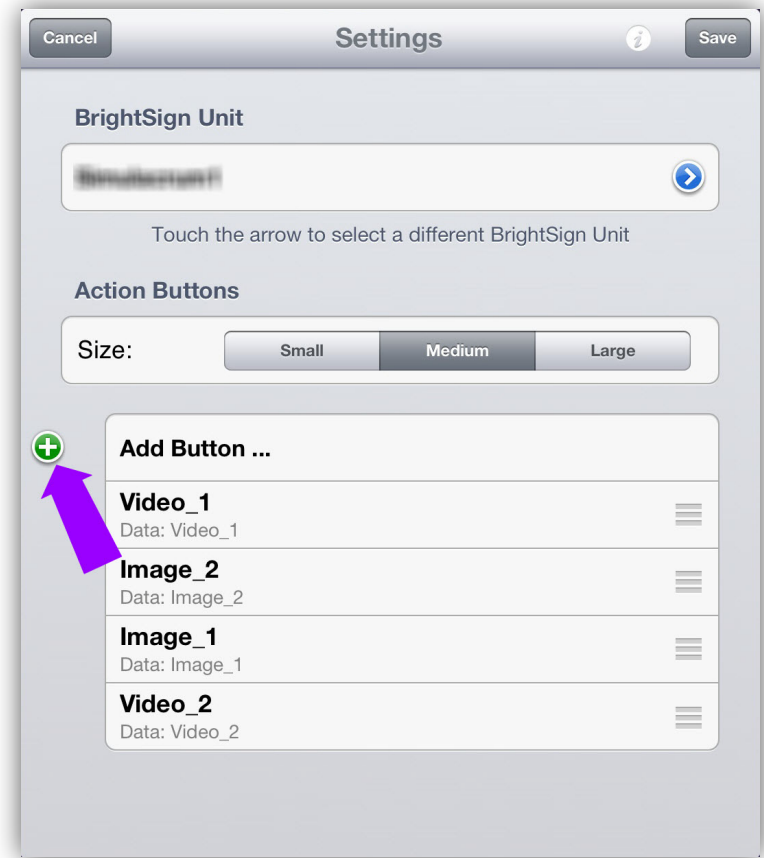 Cancel Settings i Save
BrightSign Unit
Touch the arrow to select a different BrightSign Unit
Action Buttons
Size: Small Medium Large
Add Button ...
Video_1
Data: Video_1
Image_2
Data: Image_2
Image_1
Data: Image_1
Video_2
Data: Video_2